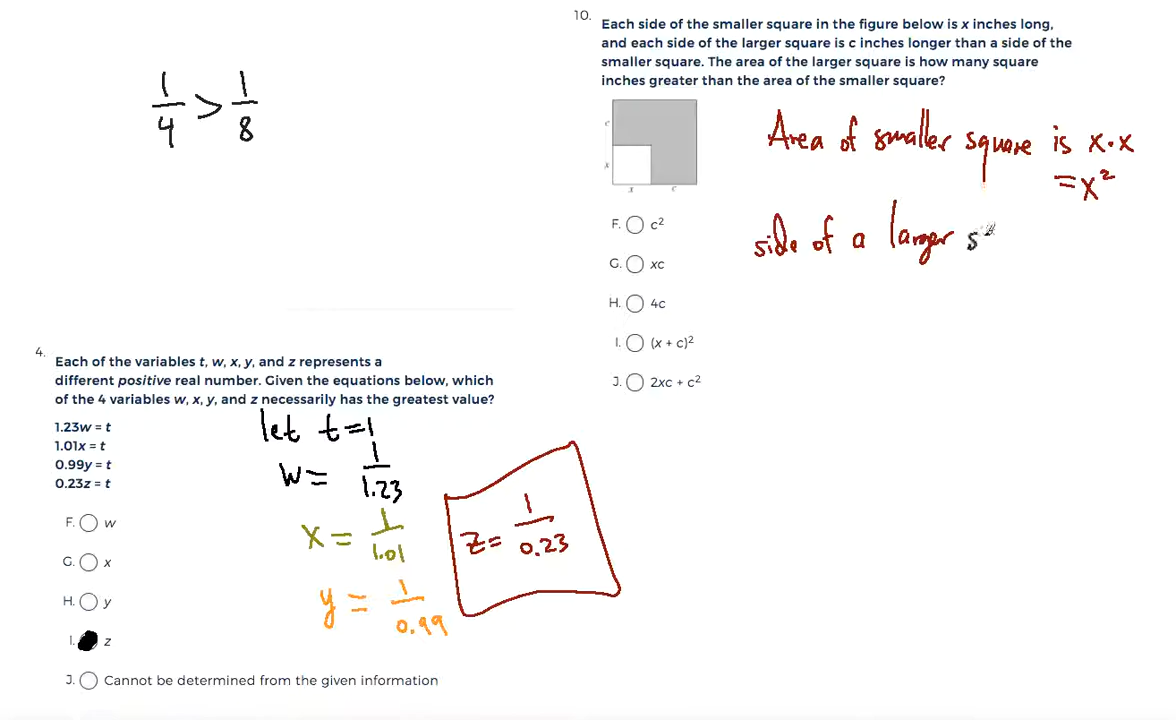 1/4 > 1/8
10.
Each side of the smaller square in the figure below is x inches long,
and each side of the larger square is c inches longer than a side of the
smaller square. The area of the larger square is how many square
inches greater than the area of the smaller square?
c
x
x c
Area of smaller square is x·x
=x²
side of a larger s
F. c²
G. xc
H. 4c
I. (x + c)²
J. 2xc + c²
4.
Each of the variables t, w, x, y, and z represents a
different positive real number. Given the equations below, which
of the 4 variables w, x, y, and z necessarily has the greatest value?
1.23w = t
1.01x = t
0.99y = t
0.23z = t
let t=1
w= 1/1.23
x= 1/1.01
y= 1/0.99
z= 1/0.23
F. w
G. x
H. y
I. z
J. Cannot be determined from the given information